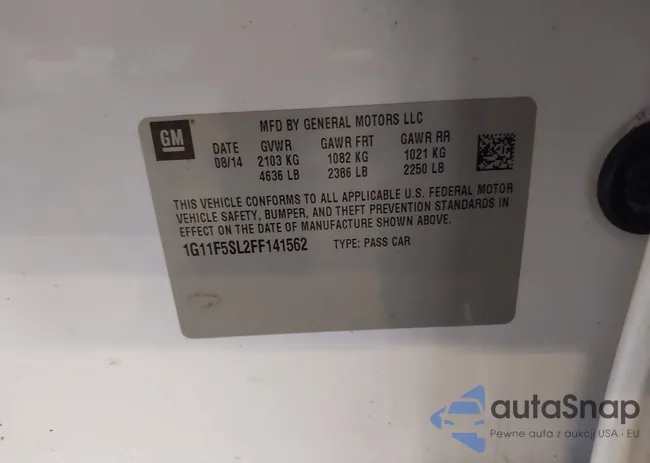 GM
MFD BY GENERAL MOTORS LLC
DATE GVWR GAWR FRT GAWR RR
08/14 2103 KG 1082 KG 1021 KG
4636 LB 2386 LB 2250 LB
THIS VEHICLE CONFORMS TO ALL APPLICABLE U.S. FEDERAL MOTOR
VEHICLE SAFETY, BUMPER, AND THEFT PREVENTION STANDARDS IN
EFFECT ON THE DATE OF MANUFACTURE SHOWN ABOVE.
1G11F5SL2FF141562 TYPE: PASS CAR
autaSnap
Pewne auta z aukcji USA i EU